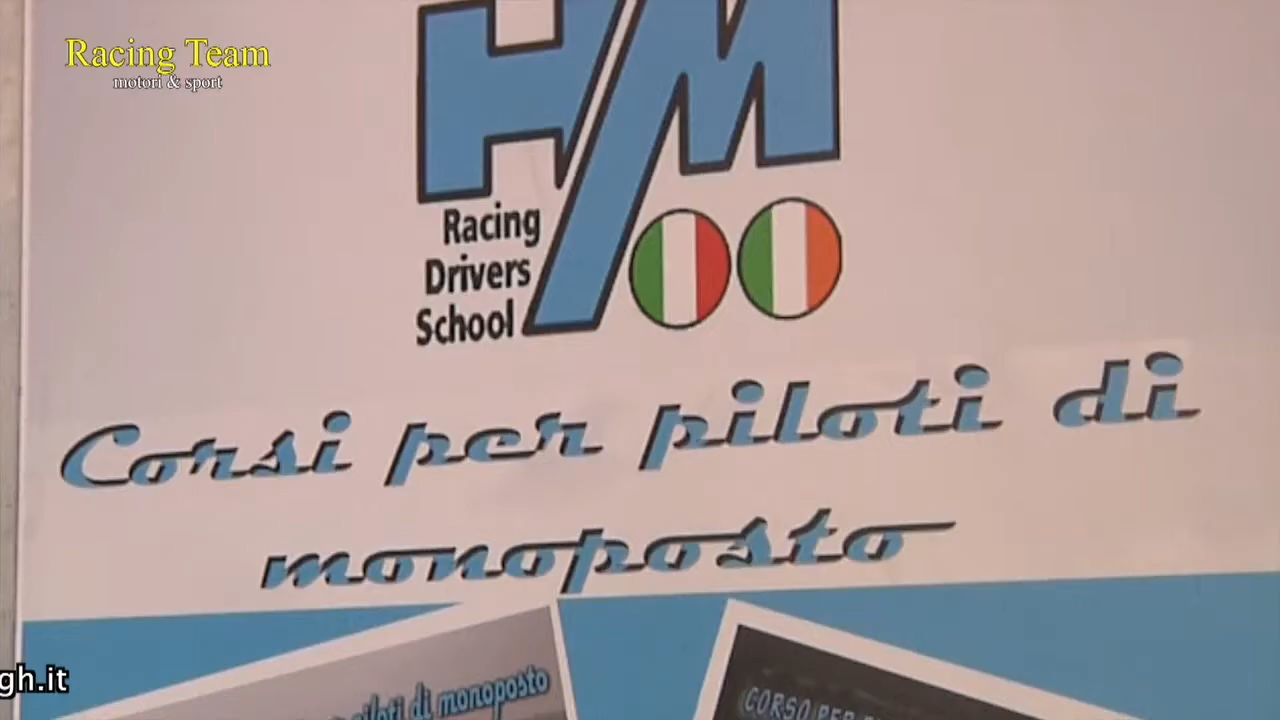 Racing Team
motori & sport
HM
Racing
Drivers
School
Corsi per piloti di
monoposto
gh.it
piloti di monoposto
CORSO PER